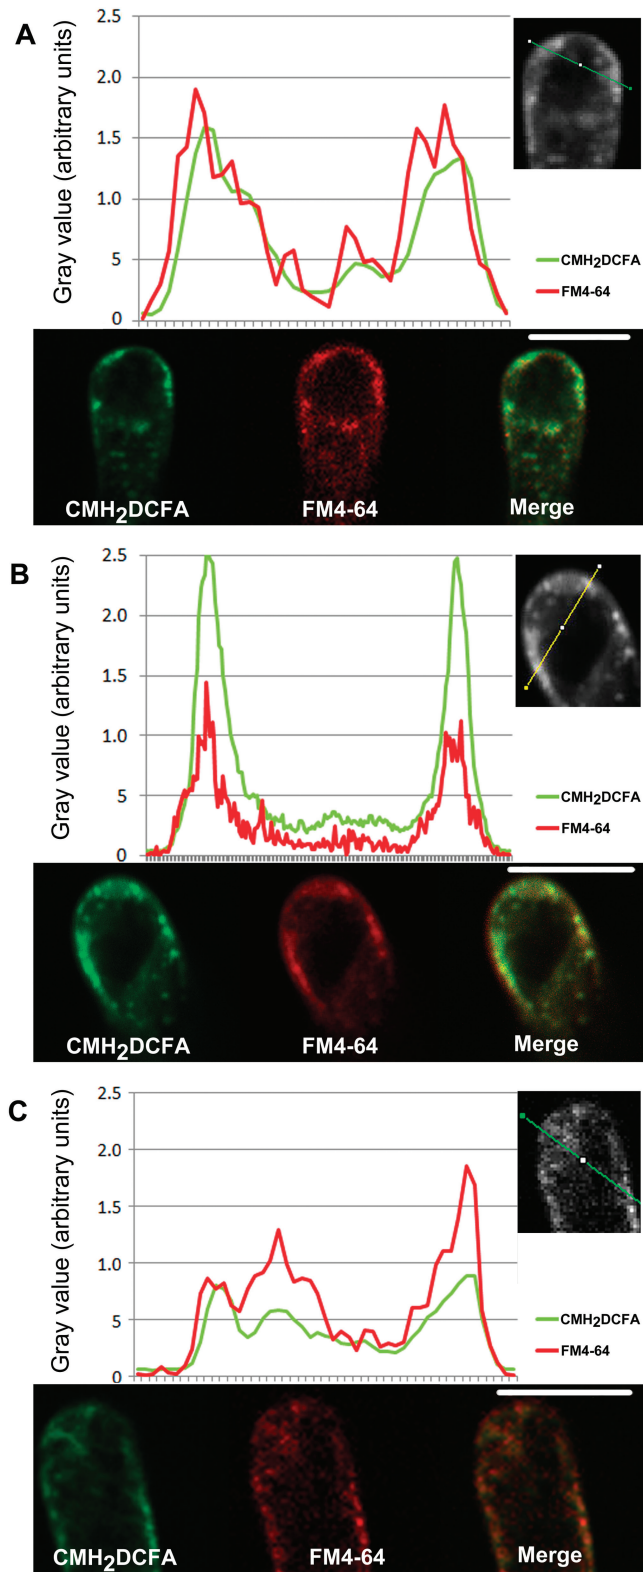 A
Gray value (arbitrary units)
2.5
2.0
1.5
1.0
5
0
CMH₂DCFA
FM4-64
CMH₂DCFA
FM4-64
Merge
B
Gray value (arbitrary units)
2.5
2.0
1.5
1.0
5
0
CMH₂DCFA
FM4-64
CMH₂DCFA
FM4-64
Merge
C
Gray value (arbitrary units)
2.5
2.0
1.5
1.0
5
0
CMH₂DCFA
FM4-64
CMH₂DCFA
FM4-64
Merge